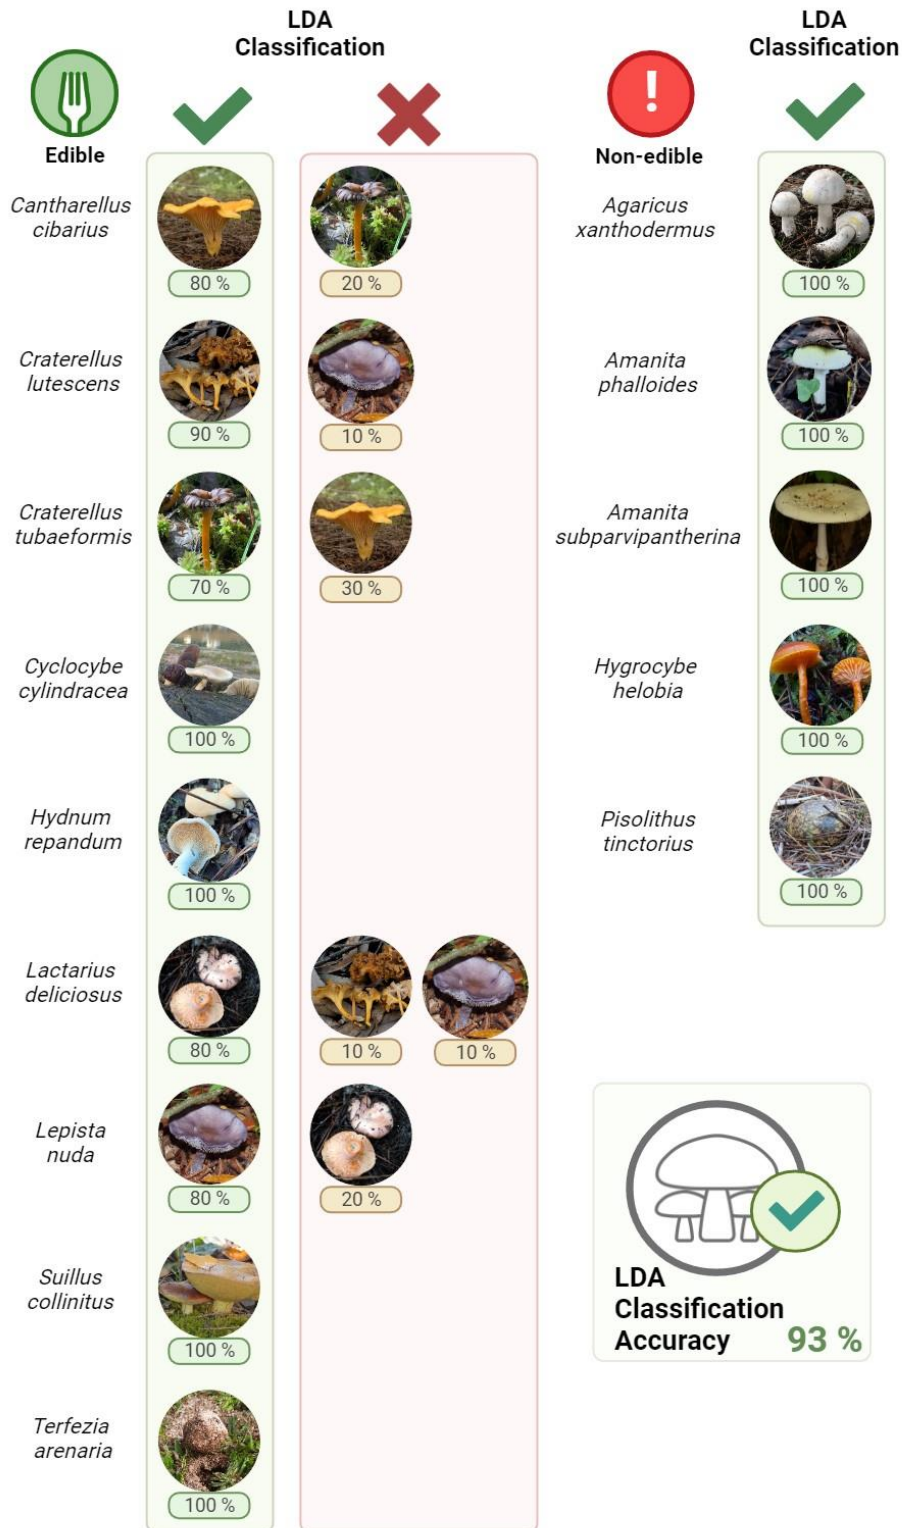 LDA
Classification
LDA
Classification
Edible
Non-edible
Cantharellus
cibarius
80 %
20 %
Agaricus
xanthodermus
100 %
Craterellus
lutescens
90 %
10 %
Amanita
phalloides
100 %
Craterellus
tubaeformis
70 %
30 %
Amanita
subparvipantherina
100 %
Cyclocybe
cylindracea
100 %
Hygrocybe
helobia
100 %
Hydnum
repandum
100 %
Pisolithus
tinctorius
100 %
Lactarius
deliciosus
80 %
10 %
10 %
Lepista
nuda
80 %
20 %
Suillus
collinitus
100 %
Terfezia
arenaria
100 %
LDA
Classification
Accuracy 93 %